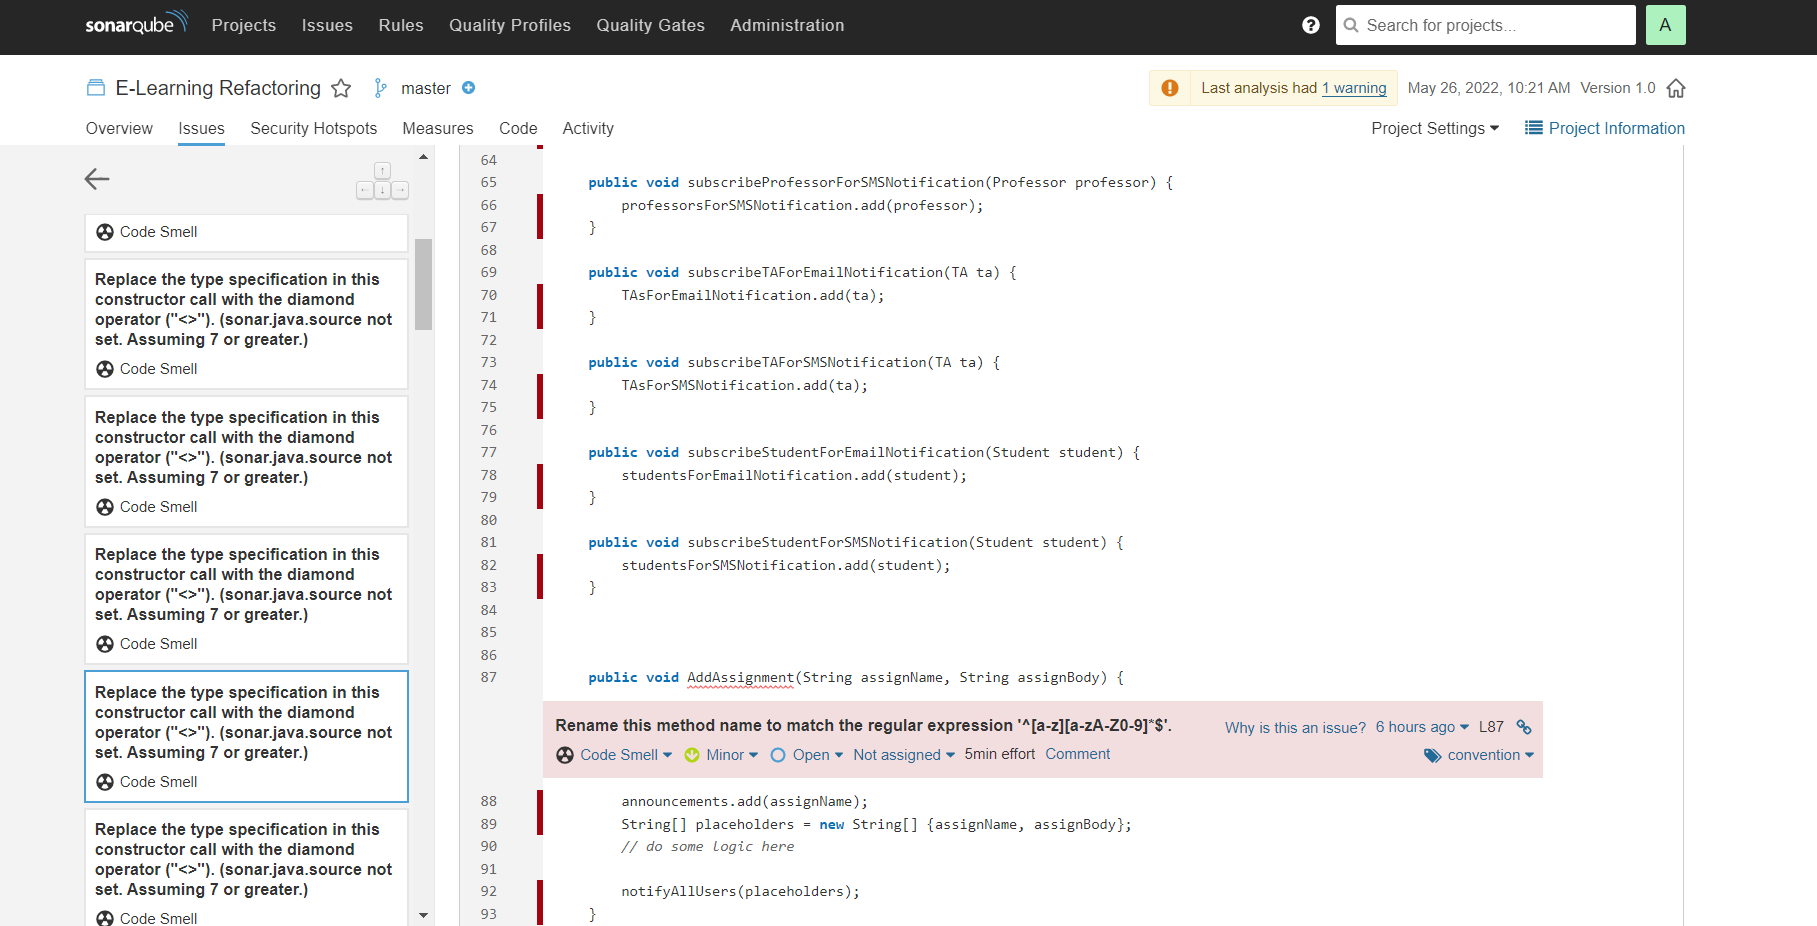 sonarqube Projects Issues Rules Quality Profiles Quality Gates Administration ? Search for projects... A
E-Learning Refactoring master Last analysis had 1 warning May 26, 2022, 10:21 AM Version 1.0
Overview Issues Security Hotspots Measures Code Activity Project Settings Project Information
Code Smell
Replace the type specification in this
constructor call with the diamond
operator ("<>"). (sonar.java.source not
set. Assuming 7 or greater.)
Code Smell
Replace the type specification in this
constructor call with the diamond
operator ("<>"). (sonar.java.source not
set. Assuming 7 or greater.)
Code Smell
Replace the type specification in this
constructor call with the diamond
operator ("<>"). (sonar.java.source not
set. Assuming 7 or greater.)
Code Smell
Replace the type specification in this
constructor call with the diamond
operator ("<>"). (sonar.java.source not
set. Assuming 7 or greater.)
Code Smell
Replace the type specification in this
constructor call with the diamond
operator ("<>"). (sonar.java.source not
set. Assuming 7 or greater.)
Code Smell
64
65 public void subscribeProfessorForSMSNotification(Professor professor) {
66 professorsForSMSNotification.add(professor);
67 }
68
69 public void subscribeTAForEmailNotification(TA ta) {
70 TAsForEmailNotification.add(ta);
71 }
72
73 public void subscribeTAForSMSNotification(TA ta) {
74 TAsForSMSNotification.add(ta);
75 }
76
77 public void subscribeStudentForEmailNotification(Student student) {
78 studentsForEmailNotification.add(student);
79 }
80
81 public void subscribeStudentForSMSNotification(Student student) {
82 studentsForSMSNotification.add(student);
83 }
84
85
86
87 public void AddAssignment(String assignName, String assignBody) {
Rename this method name to match the regular expression '^[a-z][a-zA-Z0-9]*$'. Why is this an issue? 6 hours ago L87
Code Smell Minor Open Not assigned 5min effort Comment convention
88 announcements.add(assignName);
89 String[] placeholders = new String[] {assignName, assignBody};
90 // do some logic here
91
92 notifyAllUsers(placeholders);
93 }